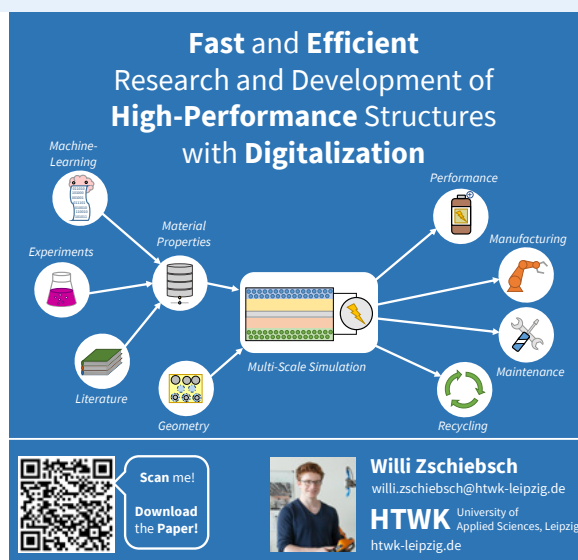 Fast and Efficient
Research and Development of
High-Performance Structures
with Digitalization
Machine-
Learning
Performance
Material
Properties
Manufacturing
Experiments
Multi-Scale Simulation
Maintenance
Literature
Geometry
Recycling
Scan me!
Download
the Paper!
Willi Zschiebsch
willi.zschiebsch@htwk-leipzig.de
HTWK University of
Applied Sciences, Leipzig
htwk-leipzig.de